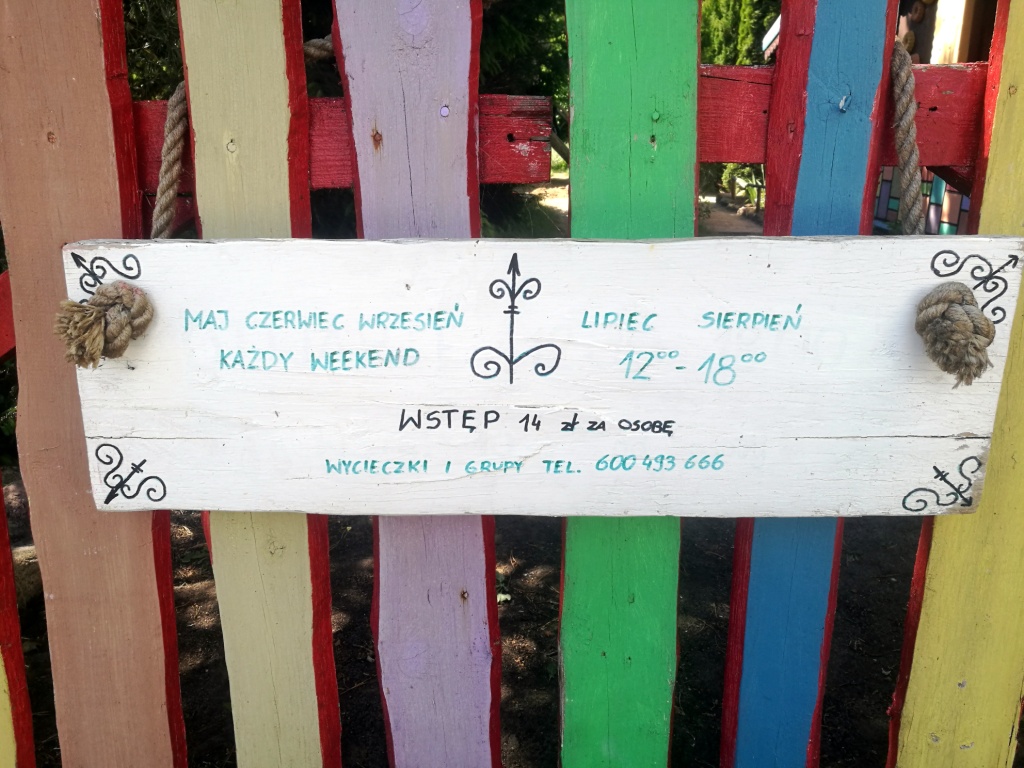 MAJ CZERWIEC WRZESIEŃ
KAŻDY WEEKEND
LIPIEC SIERPIEŃ
12⁰⁰ - 18⁰⁰
WSTĘP 14 zł ZA OSOBĘ
WYCIECZKI I GRUPY TEL. 600 493 666